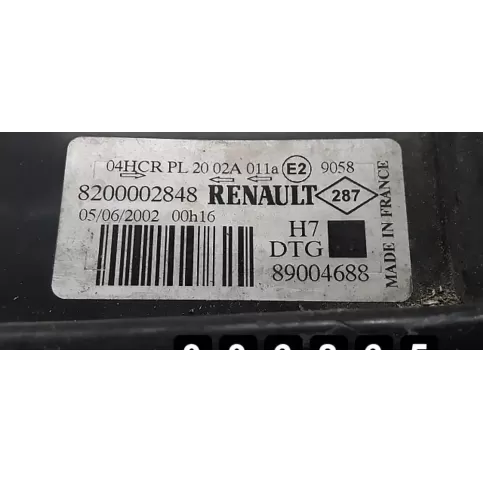 04HCR PL 20 02A 011a E2 9058
8200002848 RENAULT 287
05/06/2002 00h16
H7
DTG
89004688
MADE IN FRANCE